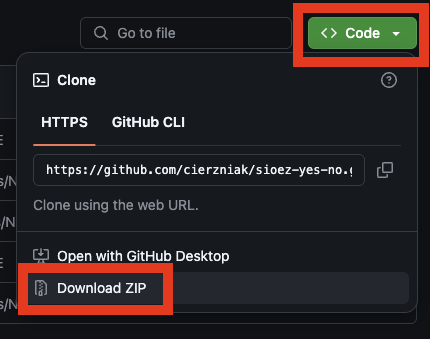 Go to file
<> Code
Clone
HTTPS GitHub CLI
https://github.com/cierzniak/sioez-yes-no.g
Clone using the web URL.
Open with GitHub Desktop
Download ZIP